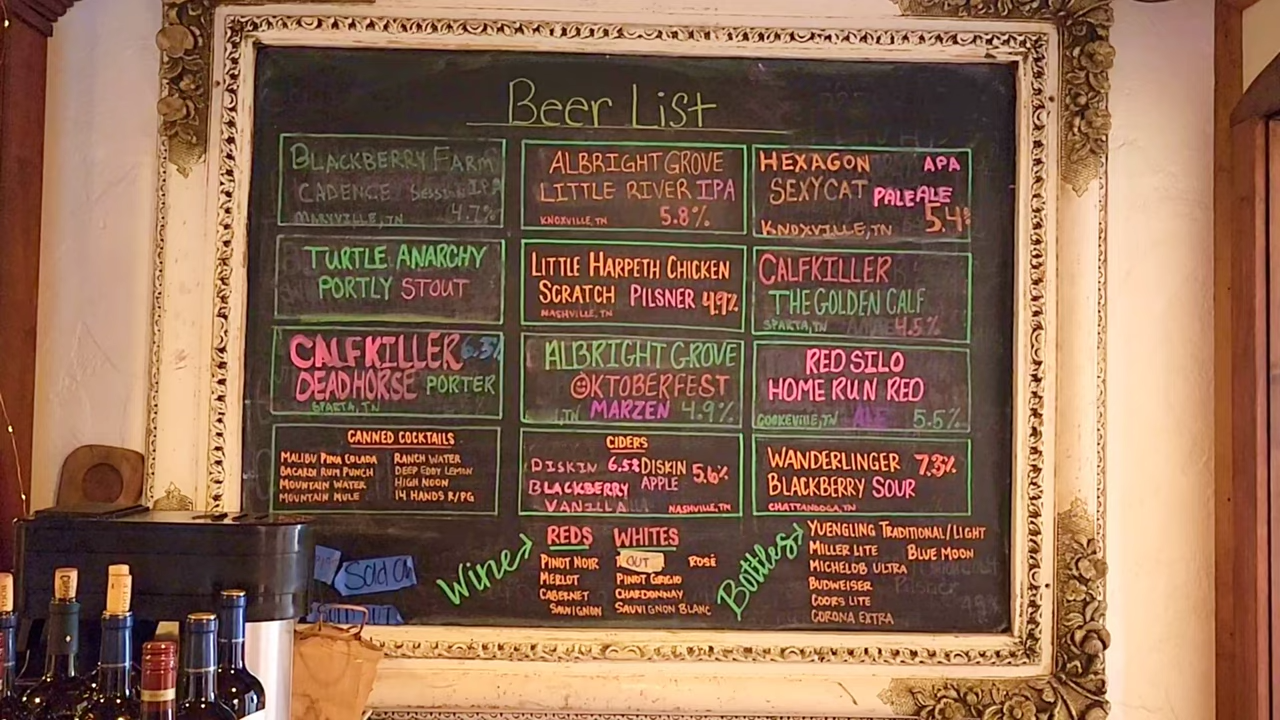 Beer List
BLACKBERRY FARM
CADENCE Session IPA
MARYVILLE, TN 4.7%
ALBRIGHT GROVE
LITTLE RIVER IPA
KNOXVILLE, TN 5.8%
HEXAGON APA
SEXYCAT PALE ALE
KNOXVILLE, TN 5.4%
TURTLE ANARCHY
PORTLY STOUT
LITTLE HARPETH CHICKEN
SCRATCH PILSNER 4.9%
NASHVILLE, TN
CALFKILLER
THE GOLDEN CALF
SPARTA, TN 4.5%
CALFKILLER 6.3%
DEADHORSE PORTER
SPARTA, TN
ALBRIGHT GROVE
OKTOBERFEST
, TN MARZEN 4.9%
RED SILO
HOME RUN RED
COOKEVILLE, TN ALE 5.5%
CANNED COCKTAILS
MALIBU PINA COLADA RANCH WATER
BACARDI RUM PUNCH DEEP EDDY LEMON
MOUNTAIN WATER HIGH NOON
MOUNTAIN MULE 14 HANDS R/PG
CIDERS
DISKIN 6.5% DISKIN 5.6%
BLACKBERRY APPLE
VANILLA NASHVILLE, TN
WANDERLINGER 7.3%
BLACKBERRY SOUR
CHATTANOOGA, TN
Wines
REDS WHITES
PINOT NOIR OUT ROSÉ
MERLOT PINOT GRIGIO
CABERNET CHARDONNAY
SAUVIGNON SAUVIGNON BLANC
Bottles
YUENGLING TRADITIONAL/LIGHT
MILLER LITE BLUE MOON
MICHELOB ULTRA
BUDWEISER Pilsner
COORS LITE
CORONA EXTRA
Sold Out